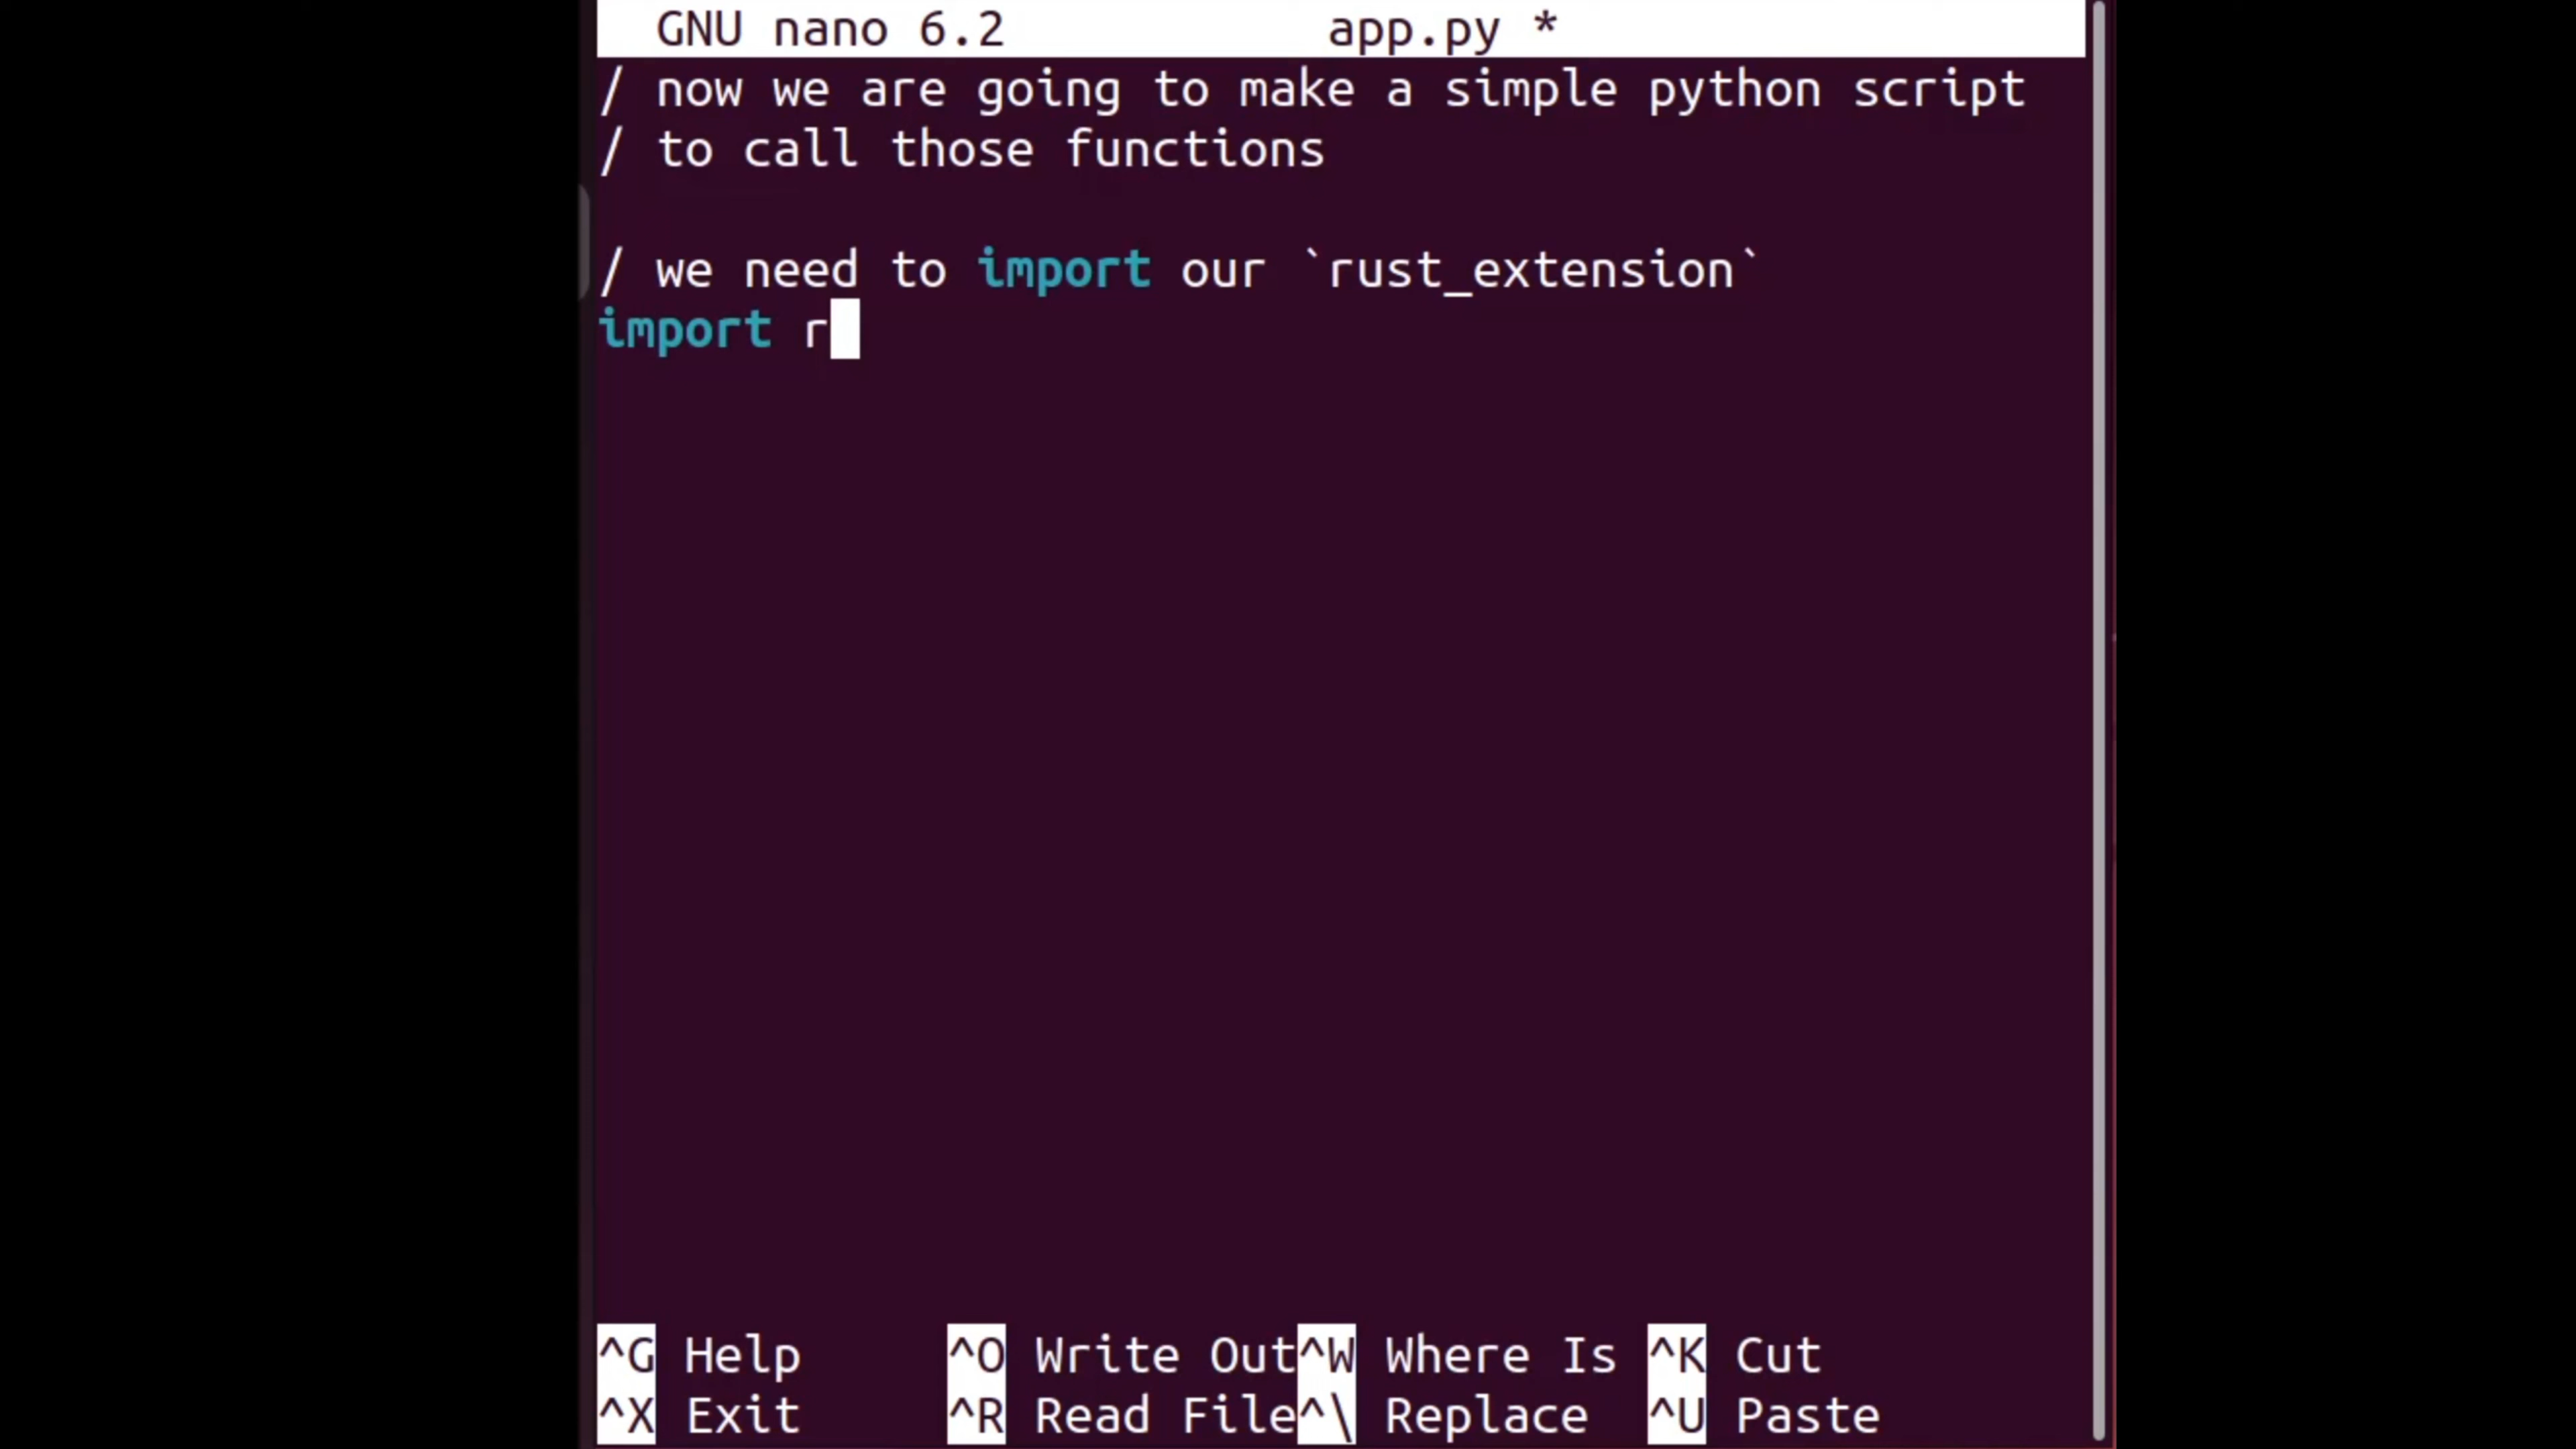 GNU nano 6.2 app.py *
/ now we are going to make a simple python script
/ to call those functions
/ we need to import our `rust_extension`
import r
^G Help ^O Write Out^W Where Is ^K Cut
^X Exit ^R Read File^\ Replace ^U Paste